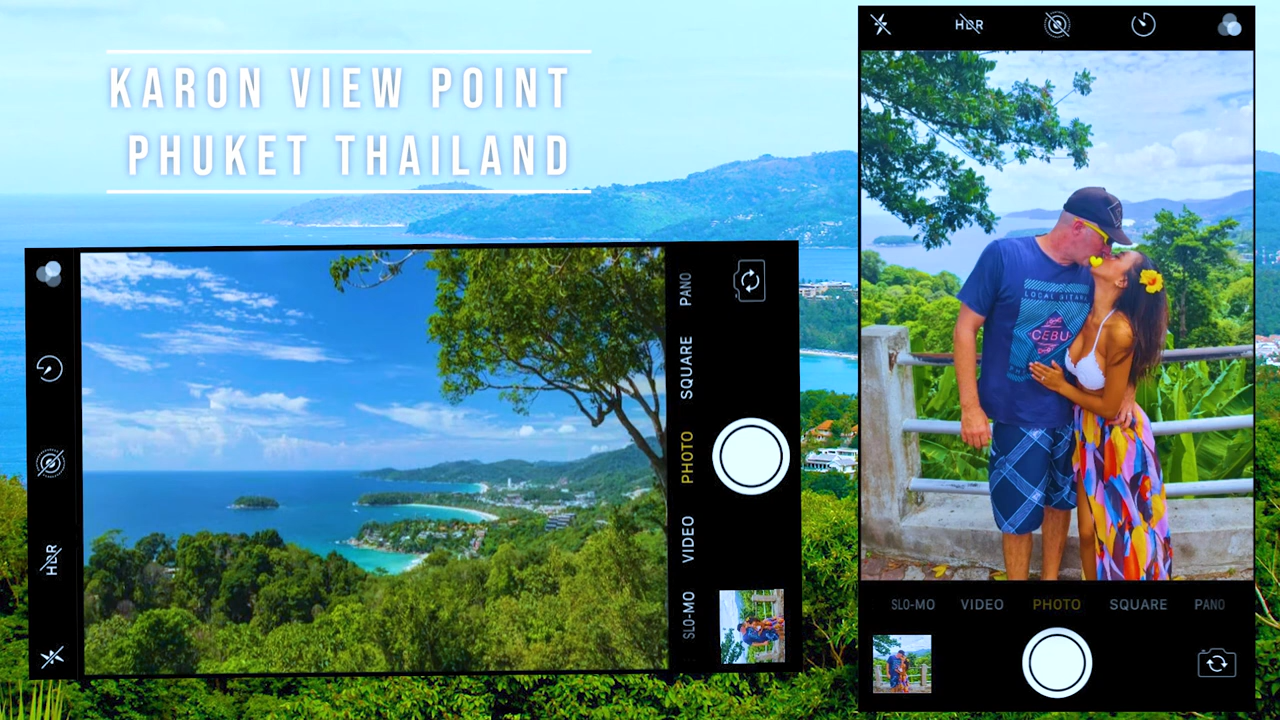 KARON VIEW POINT
PHUKET THAILAND
HDR
PANO
SQUARE
PHOTO
VIDEO
SLO-MO
HDR
LOCAL
CEBU
SLO-MO VIDEO PHOTO SQUARE PANO